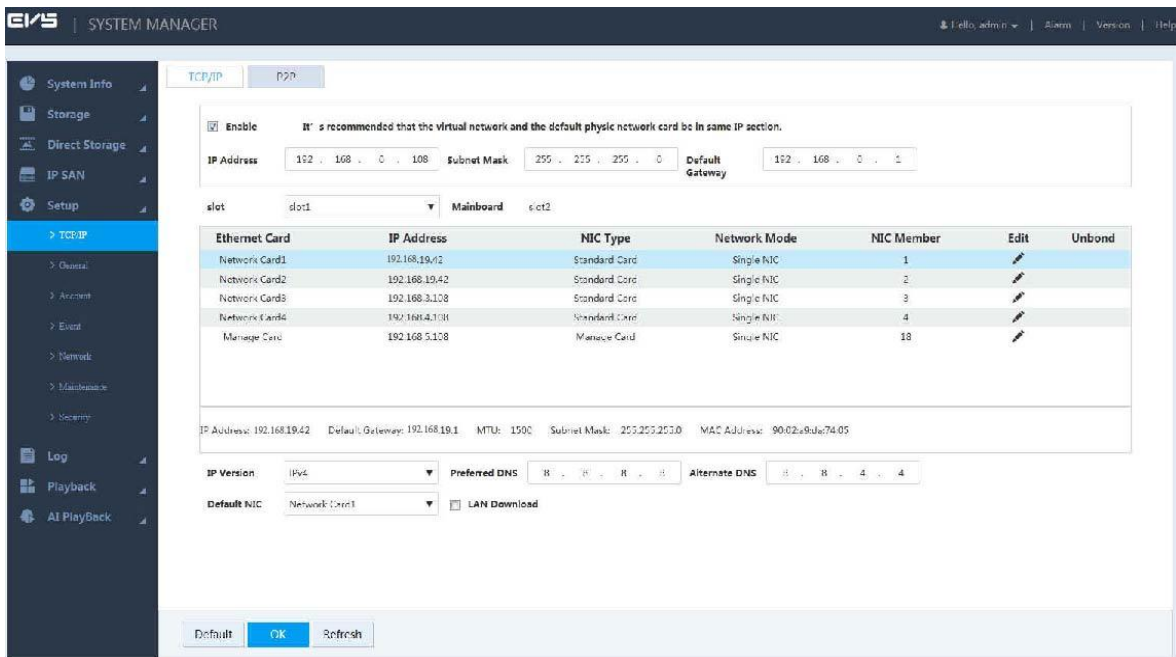 EVS | SYSTEM MANAGER
Hello, admin | Alarm | Version | Help
System Info
Storage
Direct Storage
IP SAN
Setup
> TCP/IP
> General
> Account
> Event
> Network
> Maintenance
> Security
Log
Playback
AI PlayBack
TCP/IP P2P
Enable It's recommended that the virtual network and the default physic network card be in same IP section.
IP Address 192 . 168 . 0 . 108 Subnet Mask 255 . 255 . 255 . 0 Default Gateway 192 . 168 . 0 . 1
slot slot1 Mainboard slot2
Ethernet Card IP Address NIC Type Network Mode NIC Member Edit Unbond
Network Card1 192.168.19.42 Standard Card Single NIC 1
Network Card2 192.168.19.42 Standard Card Single NIC 2
Network Card3 192.168.3.108 Standard Card Single NIC 3
Network Card4 192.168.4.108 Standard Card Single NIC 4
Manage Card 192.168.5.108 Manage Card Single NIC 18
IP Address: 192.168.19.42 Default Gateway: 192.168.19.1 MTU: 1500 Subnet Mask: 255.255.255.0 MAC Address: 90:02:a9:da:74:05
IP Version IPv4 Preferred DNS 8 . 8 . 8 . 8 Alternate DNS 8 . 8 . 4 . 4
Default NIC Network Card1 LAN Download
Default OK Refresh